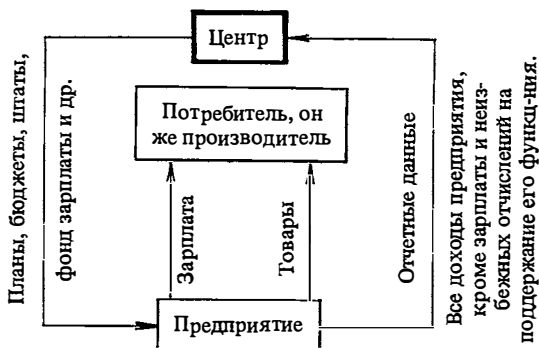 Центр
Планы, бюджеты, штаты,
фонд зарплаты и др.
Потребитель, он
же производитель
Зарплата
Товары
Отчетные данные
Все доходы предприятия,
кроме зарплаты и неиз-
бежных отчислений на
поддержание его функц-ния.
Предприятие